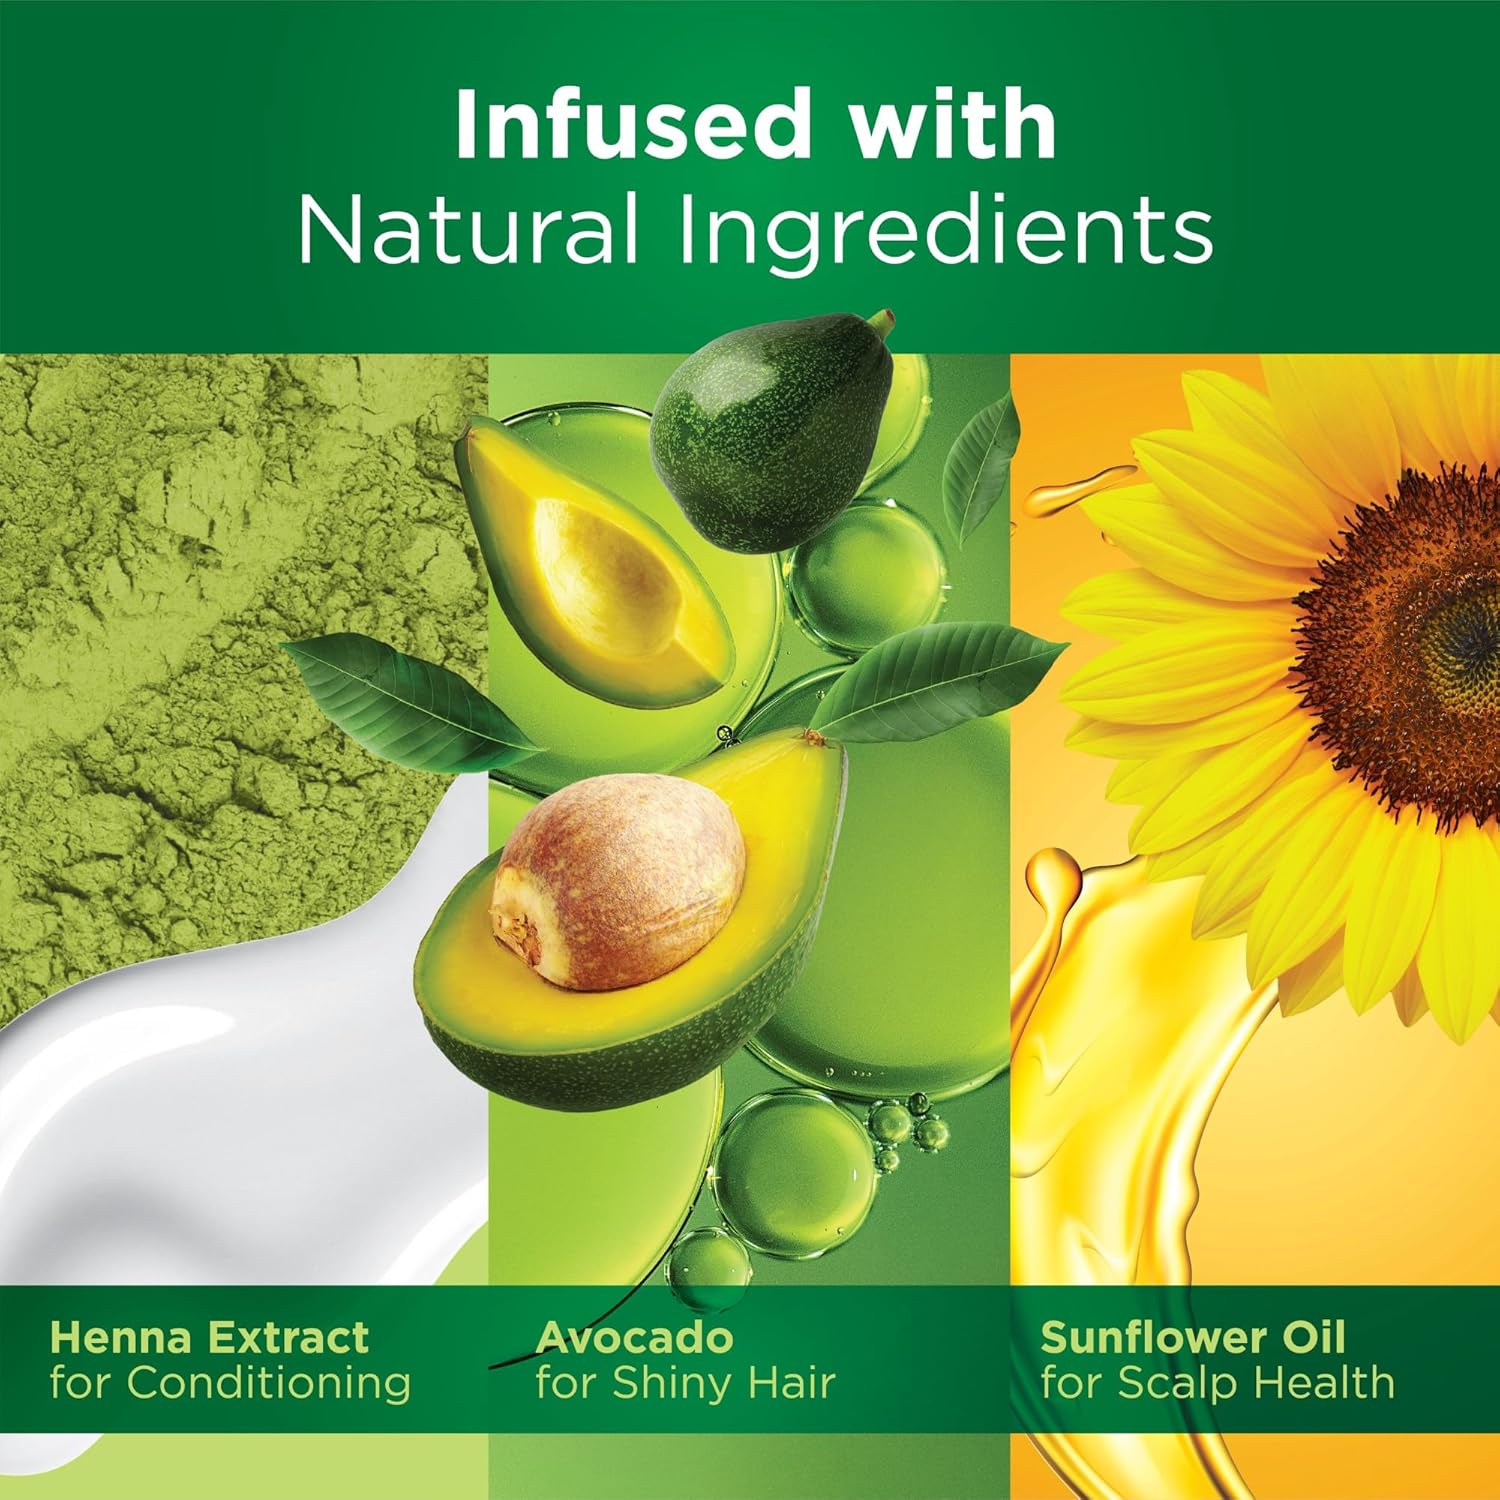 Infused with
Natural Ingredients
Henna Extract
for Conditioning
Avocado
for Shiny Hair
Sunflower Oil
for Scalp Health